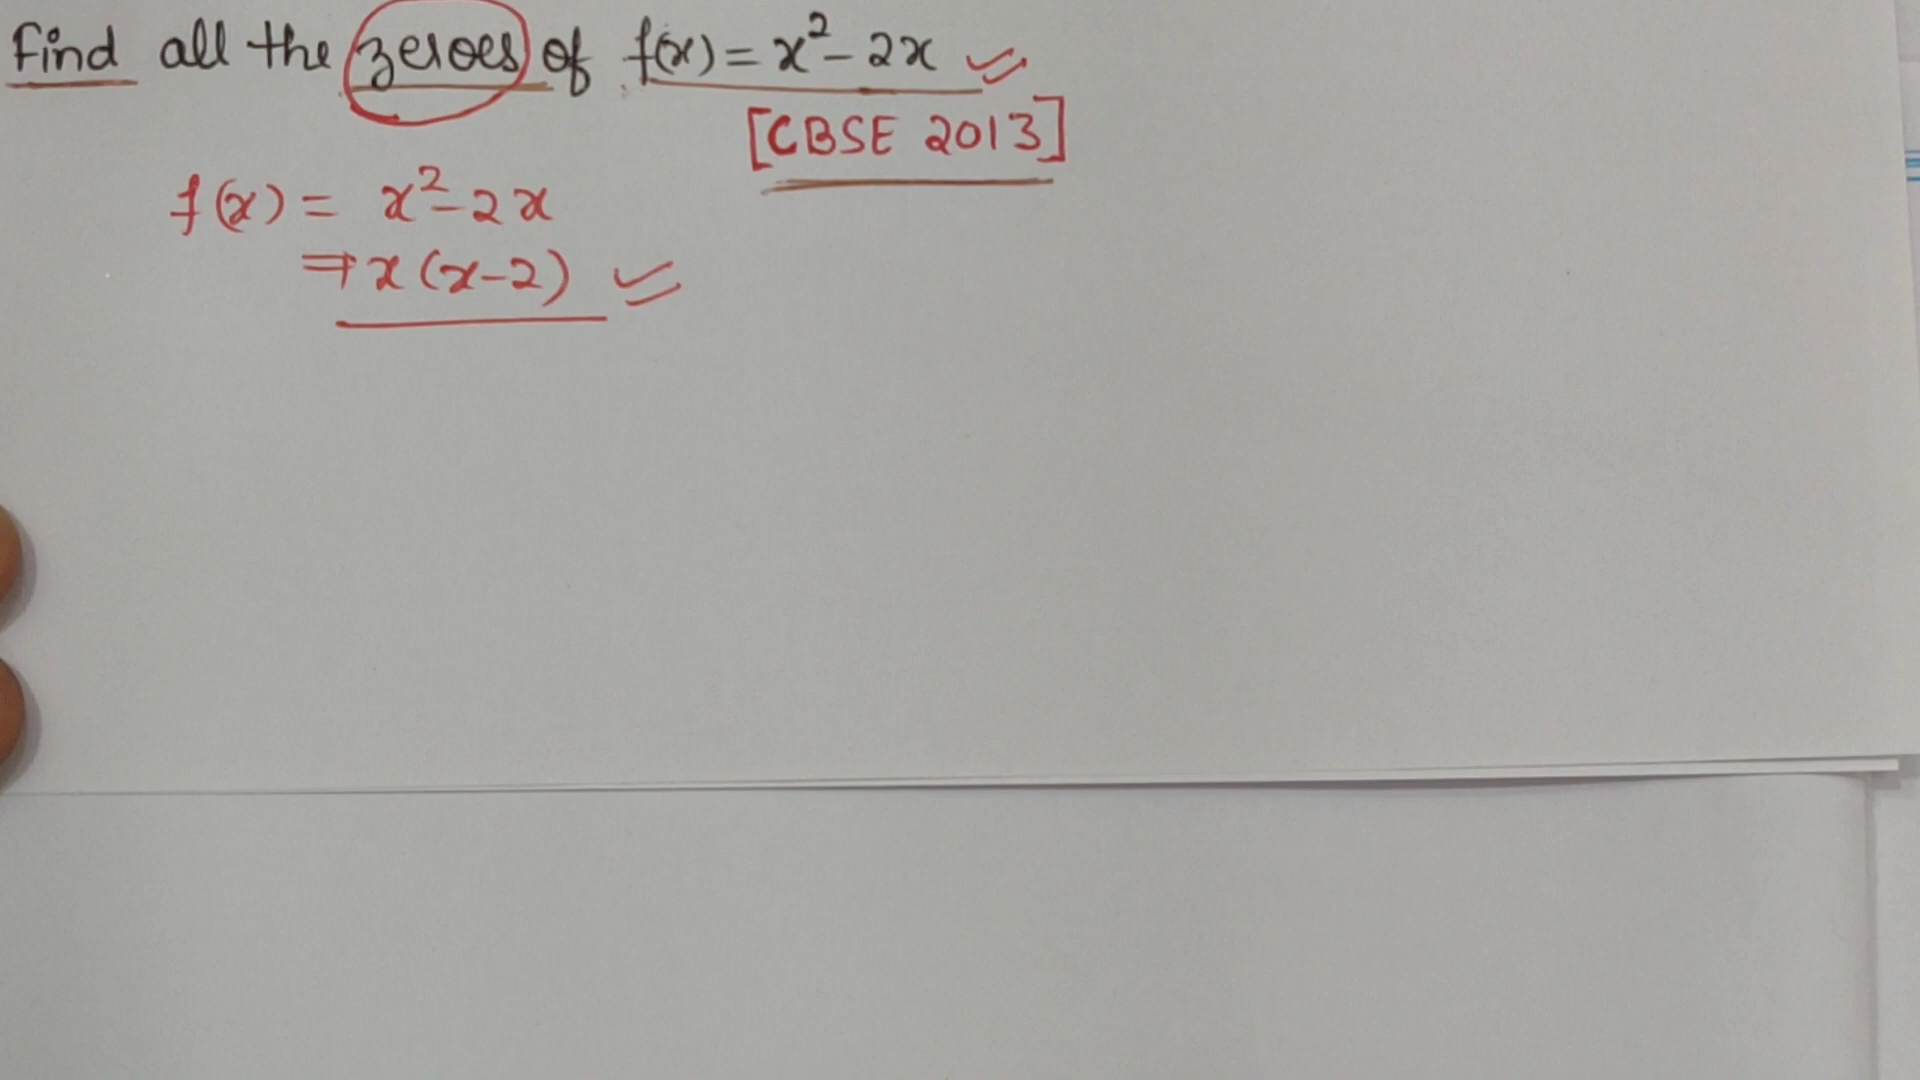 Find all the zeroes of f(x) = x² - 2x
[CBSE 2013]
f(x) = x² - 2x
⇒ x(x-2)